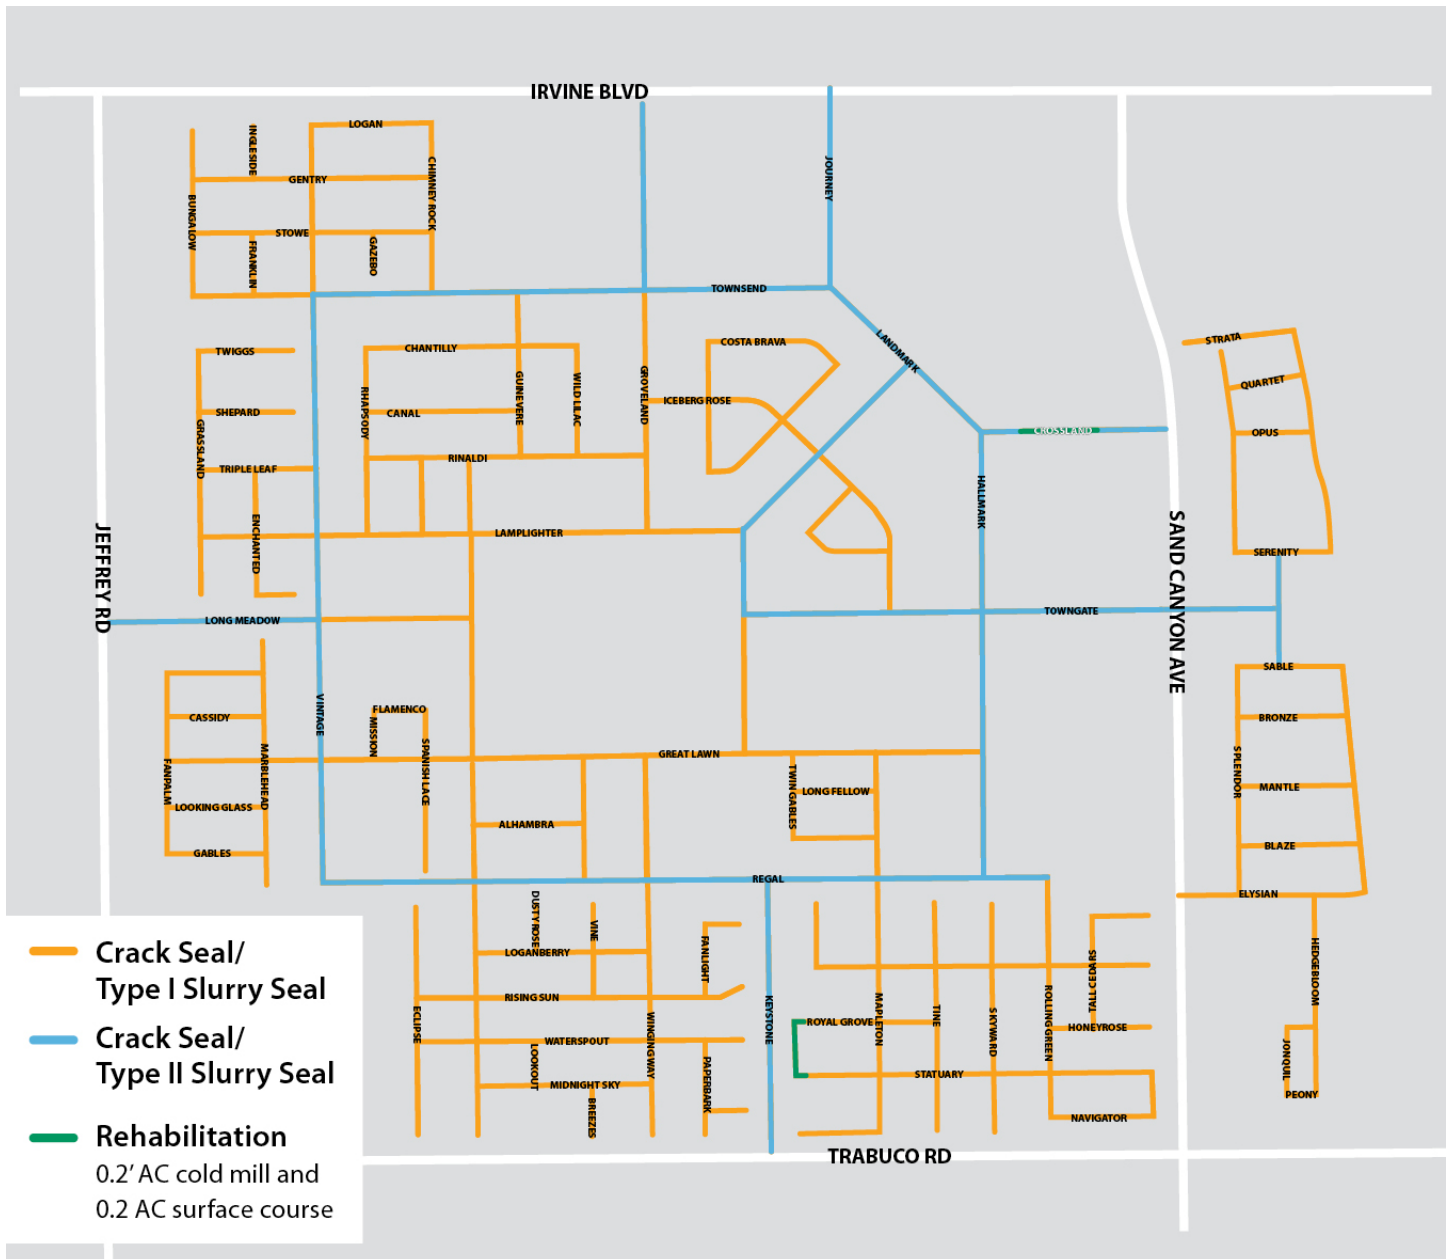 IRVINE BLVD
LOGAN
INGLESIDE
CHIMNEY ROCK
JOURNEY
GENTRY
BUNGALOW
STOWE
FRANKLIN
GAZEBO
TOWNSEND
LANDMARK
STRATA
COSTA BRAVA
TWIGGS
CHANTILLY
GUINEVERE
WILD LILAC
GROVELAND
QUARTET
RHAPSODY
ICEBERG ROSE
SHEPARD
CANAL
GRASSLAND
CROSSLAND
OPUS
RINALDI
TRIPLE LEAF
HALLMARK
ENCHANTED
LAMPLIGHTER
JEFFREY RD
SAND CANYON AVE
SERENITY
TOWNGATE
LONG MEADOW
SABLE
VINTAGE
FLAMENCO
CASSIDY
MISSION
BRONZE
MARBLEHEAD
SPANISH LACE
GREAT LAWN
SPLENDOR
FANPALM
TWIN GABLES
LONG FELLOW
MANTLE
LOOKING GLASS
ALHAMBRA
BLAZE
GABLES
REGAL
ELYSIAN
DUSTY ROSE
VINE
FANLIGHT
LOGANBERRY
TALL CEDARS
HEDGEBLOOM
RISING SUN
ECLIPSE
WINGING WAY
KEYSTONE
MAPLETON
ROYAL GROVE
TINE
SKYWARD
ROLLING GREEN
HONEYROSE
WATERSPOUT
LOOKOUT
PAPERBARK
JONQUIL
STATUARY
MIDNIGHT SKY
BREEZES
PEONY
NAVIGATOR
TRABUCO RD
Crack Seal/
Type I Slurry Seal
Crack Seal/
Type II Slurry Seal
Rehabilitation
0.2’ AC cold mill and
0.2 AC surface course